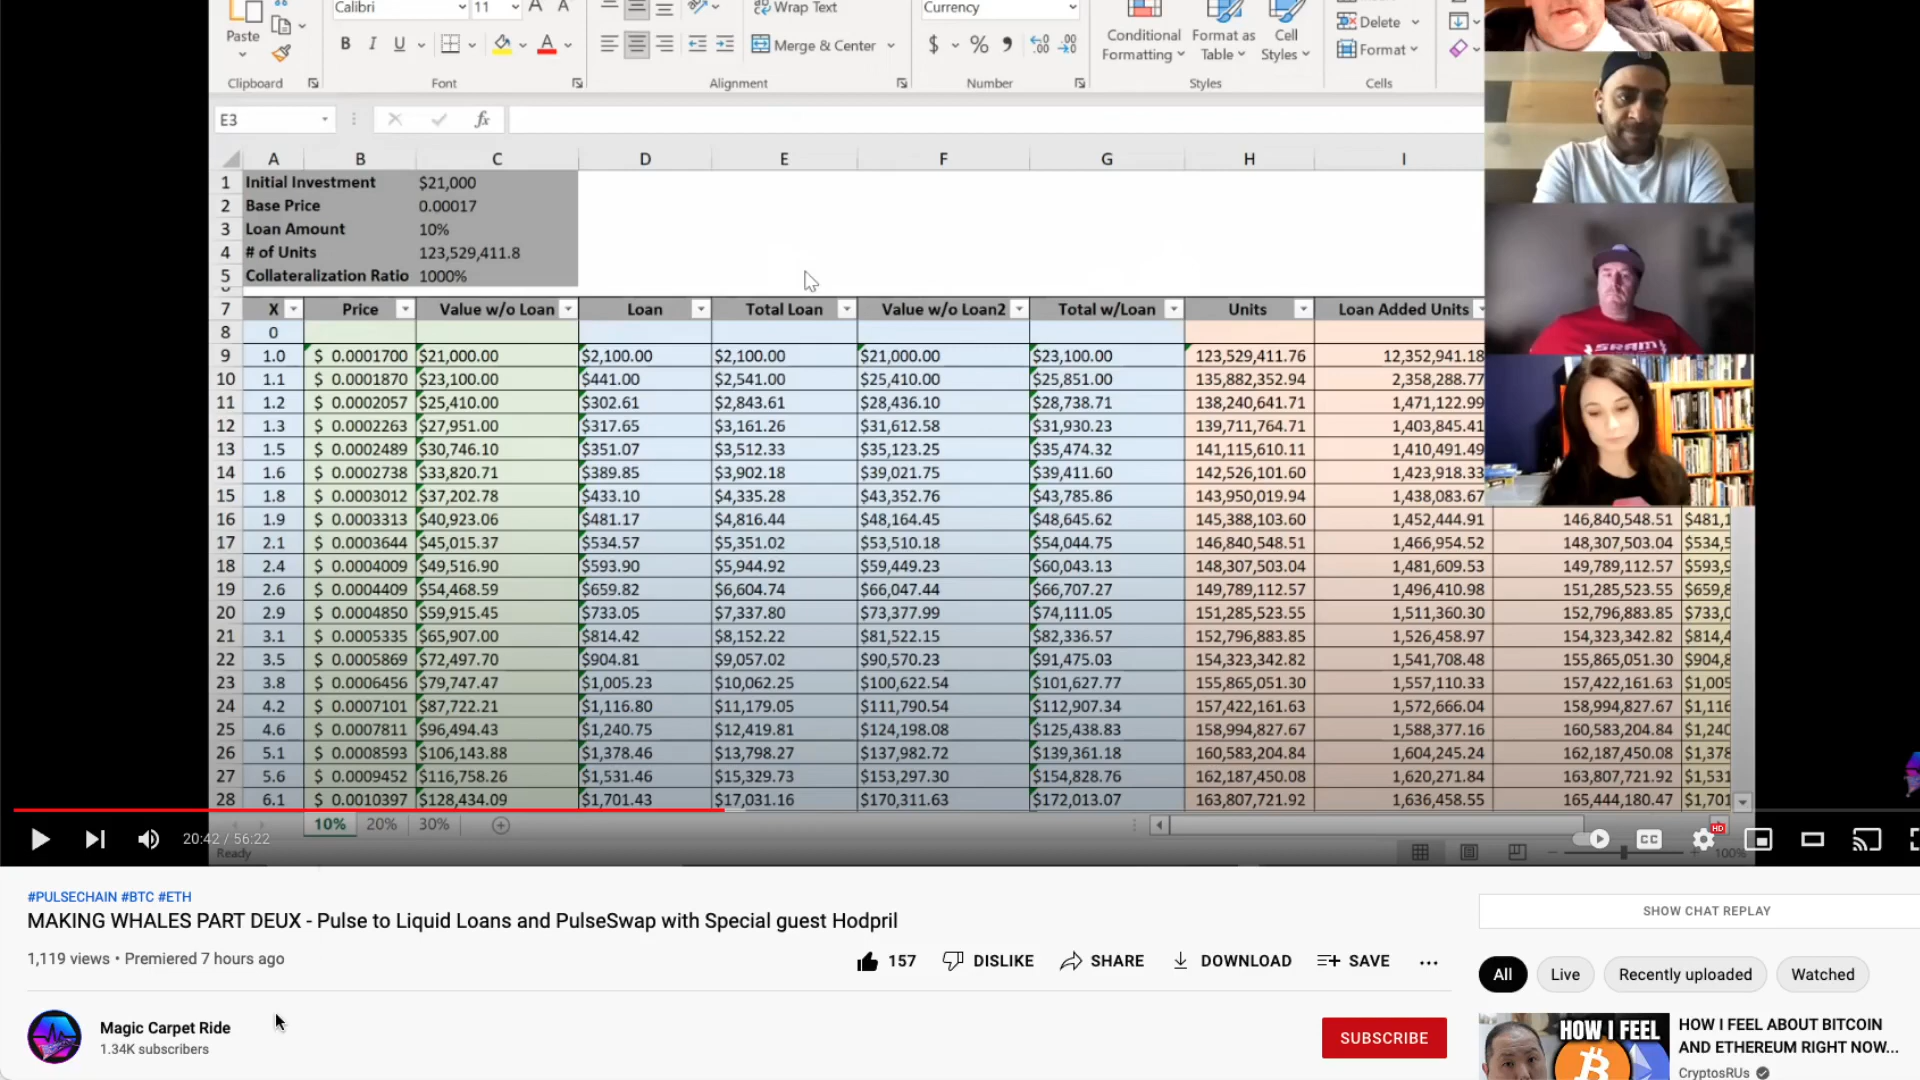 Calibri 11 Wrap Text Currency Delete
Paste B I U A Merge & Center $ % Conditional Formatting Format as Table Cell Styles Format
Clipboard Font Alignment Number Styles Cells
E3 fx
A B C D E F G H I
1 Initial Investment $21,000
2 Base Price 0.00017
3 Loan Amount 10%
4 # of Units 123,529,411.8
5 Collateralization Ratio 1000%
7 X Price Value w/o Loan Loan Total Loan Value w/o Loan2 Total w/Loan Units Loan Added Units
8 0
9 1.0 $ 0.0001700 $21,000.00 $2,100.00 $2,100.00 $21,000.00 $23,100.00 123,529,411.76 12,352,941.18
10 1.1 $ 0.0001870 $23,100.00 $441.00 $2,541.00 $25,410.00 $25,851.00 135,882,352.94 2,358,288.77
11 1.2 $ 0.0002057 $25,410.00 $302.61 $2,843.61 $28,436.10 $28,738.71 138,240,641.71 1,471,122.99
12 1.3 $ 0.0002263 $27,951.00 $317.65 $3,161.26 $31,612.58 $31,930.23 139,711,764.71 1,403,845.41
13 1.5 $ 0.0002489 $30,746.10 $351.07 $3,512.33 $35,123.25 $35,474.32 141,115,610.11 1,410,491.49
14 1.6 $ 0.0002738 $33,820.71 $389.85 $3,902.18 $39,021.75 $39,411.60 142,526,101.60 1,423,918.33
15 1.8 $ 0.0003012 $37,202.78 $433.10 $4,335.28 $43,352.76 $43,785.86 143,950,019.94 1,438,083.67
16 1.9 $ 0.0003313 $40,923.06 $481.17 $4,816.44 $48,164.45 $48,645.62 145,388,103.60 1,452,444.91 146,840,548.51 $481,1
17 2.1 $ 0.0003644 $45,015.37 $534.57 $5,351.02 $53,510.18 $54,044.75 146,840,548.51 1,466,954.52 148,307,503.04 $534,5
18 2.4 $ 0.0004009 $49,516.90 $593.90 $5,944.92 $59,449.23 $60,043.13 148,307,503.04 1,481,609.53 149,789,112.57 $593,9
19 2.6 $ 0.0004409 $54,468.59 $659.82 $6,604.74 $66,047.44 $66,707.27 149,789,112.57 1,496,410.98 151,285,523.55 $659,8
20 2.9 $ 0.0004850 $59,915.45 $733.05 $7,337.80 $73,377.99 $74,111.05 151,285,523.55 1,511,360.30 152,796,883.85 $733,0
21 3.1 $ 0.0005335 $65,907.00 $814.42 $8,152.22 $81,522.15 $82,336.57 152,796,883.85 1,526,458.97 154,323,342.82 $814,4
22 3.5 $ 0.0005869 $72,497.70 $904.81 $9,057.02 $90,570.23 $91,475.03 154,323,342.82 1,541,708.48 155,865,051.30 $904,8
23 3.8 $ 0.0006456 $79,747.47 $1,005.23 $10,062.25 $100,622.54 $101,627.77 155,865,051.30 1,557,110.33 157,422,161.63 $1,005
24 4.2 $ 0.0007101 $87,722.21 $1,116.80 $11,179.05 $111,790.54 $112,907.34 157,422,161.63 1,572,666.04 158,994,827.67 $1,116
25 4.6 $ 0.0007811 $96,494.43 $1,240.75 $12,419.81 $124,198.08 $125,438.83 158,994,827.67 1,588,377.16 160,583,204.84 $1,240
26 5.1 $ 0.0008593 $106,143.88 $1,378.46 $13,798.27 $137,982.72 $139,361.18 160,583,204.84 1,604,245.24 162,187,450.08 $1,378
27 5.6 $ 0.0009452 $116,758.26 $1,531.46 $15,329.73 $153,297.30 $154,828.76 162,187,450.08 1,620,271.84 163,807,721.92 $1,531
28 6.1 $ 0.0010397 $128,434.09 $1,701.43 $17,031.16 $170,311.63 $172,013.07 163,807,721.92 1,636,458.55 165,444,180.47 $1,701
10% 20% 30%
SRAM
20:42 / 56:22 CC HD
Ready 100%
#PULSECHAIN #BTC #ETH
MAKING WHALES PART DEUX - Pulse to Liquid Loans and PulseSwap with Special guest Hodpril
1,119 views • Premiered 7 hours ago
157 DISLIKE SHARE DOWNLOAD SAVE
Magic Carpet Ride
1.34K subscribers
SUBSCRIBE
SHOW CHAT REPLAY
All Live Recently uploaded Watched
HOW I FEEL
HOW I FEEL ABOUT BITCOIN
AND ETHEREUM RIGHT NOW...
CryptosRUs